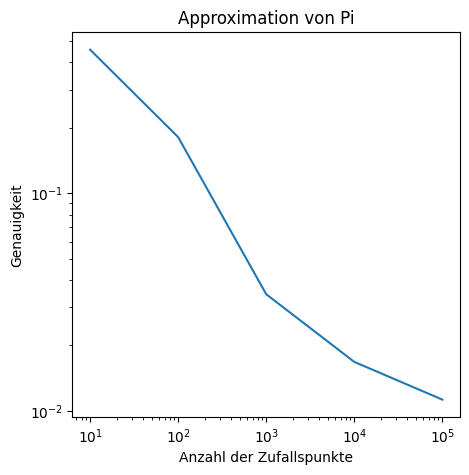 Approximation von Pi
Genauigkeit
10⁻¹
10⁻²
10¹
10²
10³
10⁴
10⁵
Anzahl der Zufallspunkte